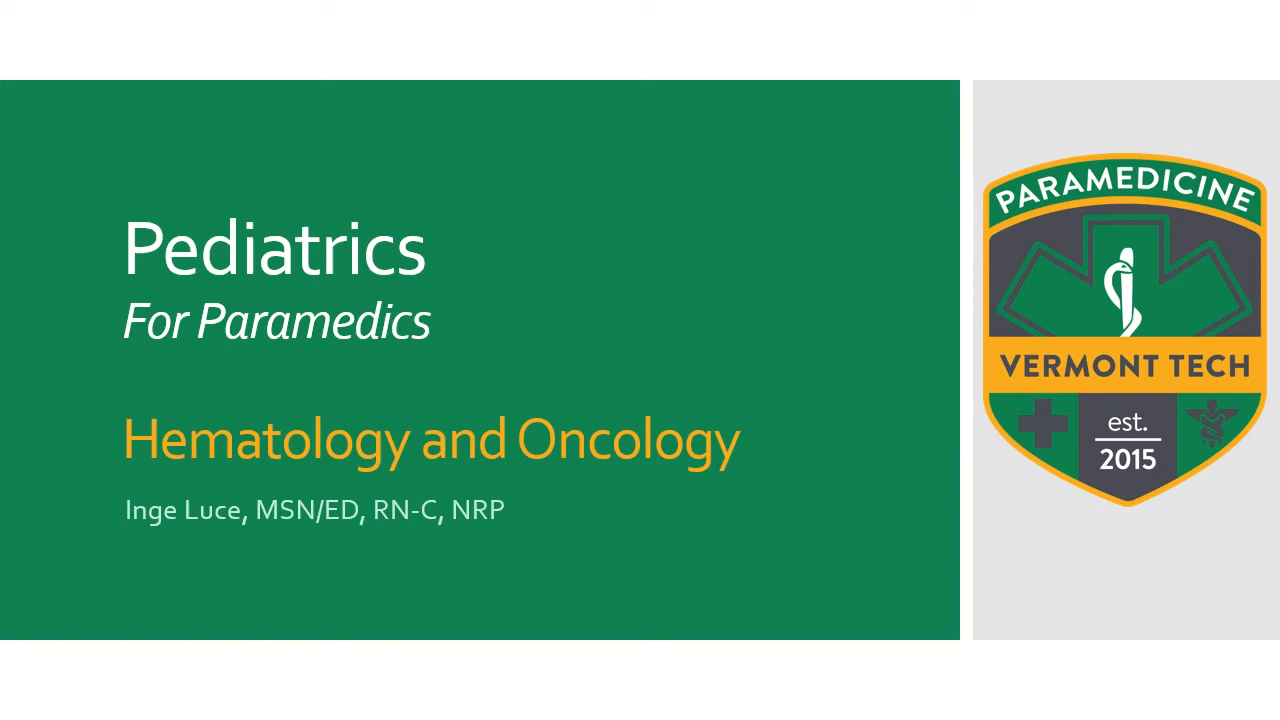 Pediatrics
For Paramedics
Hematology and Oncology
Inge Luce, MSN/ED, RN-C, NRP
PARAMEDICINE
VERMONT TECH
est.
2015